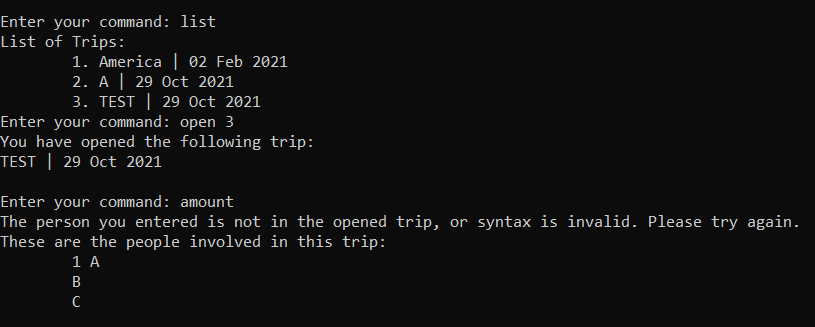 Enter your command: list
List of Trips:
1. America | 02 Feb 2021
2. A | 29 Oct 2021
3. TEST | 29 Oct 2021
Enter your command: open 3
You have opened the following trip:
TEST | 29 Oct 2021
Enter your command: amount
The person you entered is not in the opened trip, or syntax is invalid. Please try again.
These are the people involved in this trip:
1 A
B
C